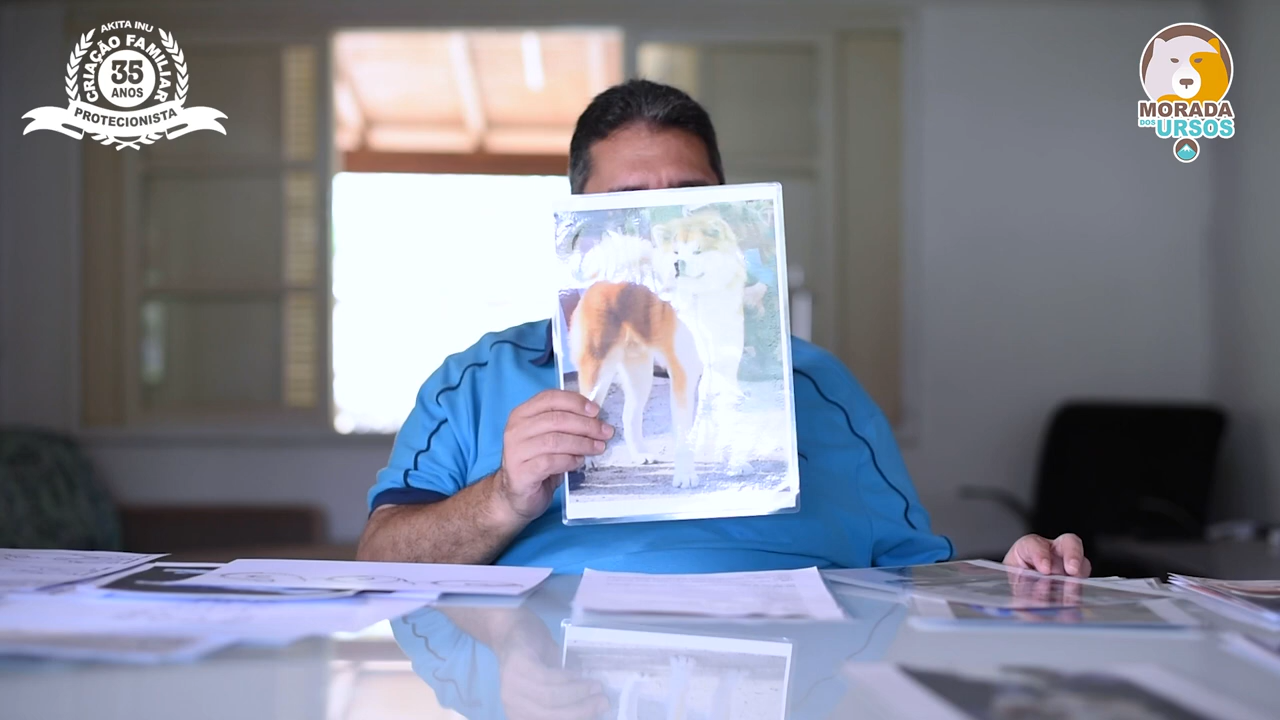 AKITA INU
CRIAÇÃO FAMILIAR
35
ANOS
PROTECIONISTA
MORADA
DOS URSOS